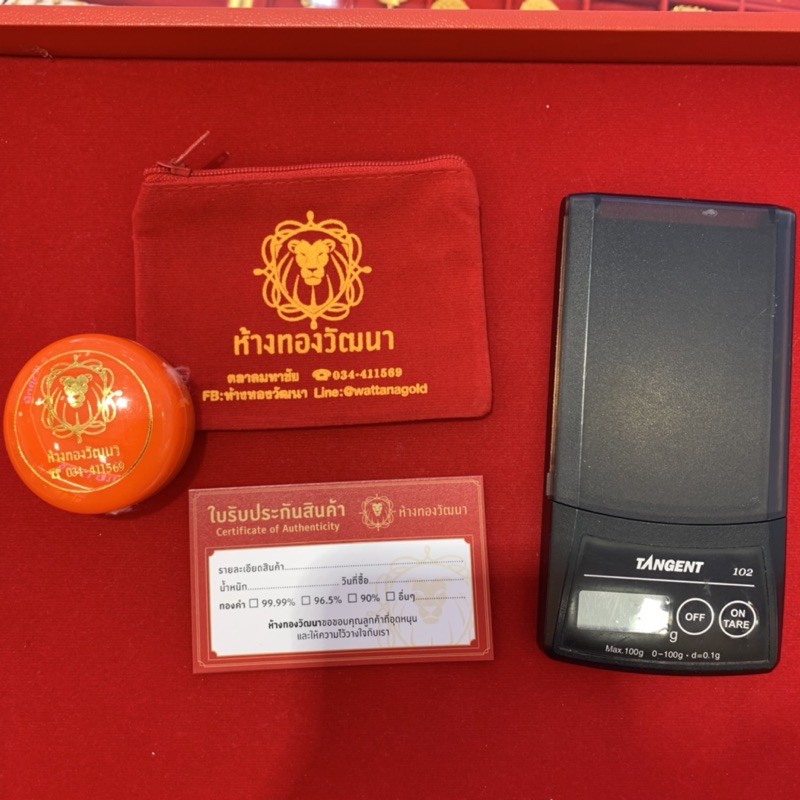 ห้างทองวัฒนา
ตลาดมหาชัย ☎034-411569
FB:ห้างทองวัฒนา Line:@wattanagold
ห้างทองวัฒนา
☎ 034-411569
ใบรับประกันสินค้า
Certificate of Authenticity
ห้างทองวัฒนา
รายละเอียดสินค้า
น้ำหนัก วันที่ซื้อ
ทองคำ ☐ 99.99% ☐ 96.5% ☐ 90% ☐ อื่นๆ
ห้างทองวัฒนาขอขอบคุณลูกค้าที่อุดหนุน
และให้ความไว้วางใจกับเรา
TANGENT 102
g
OFF
ON
TARE
Max.100g 0–100g · d=0.1g